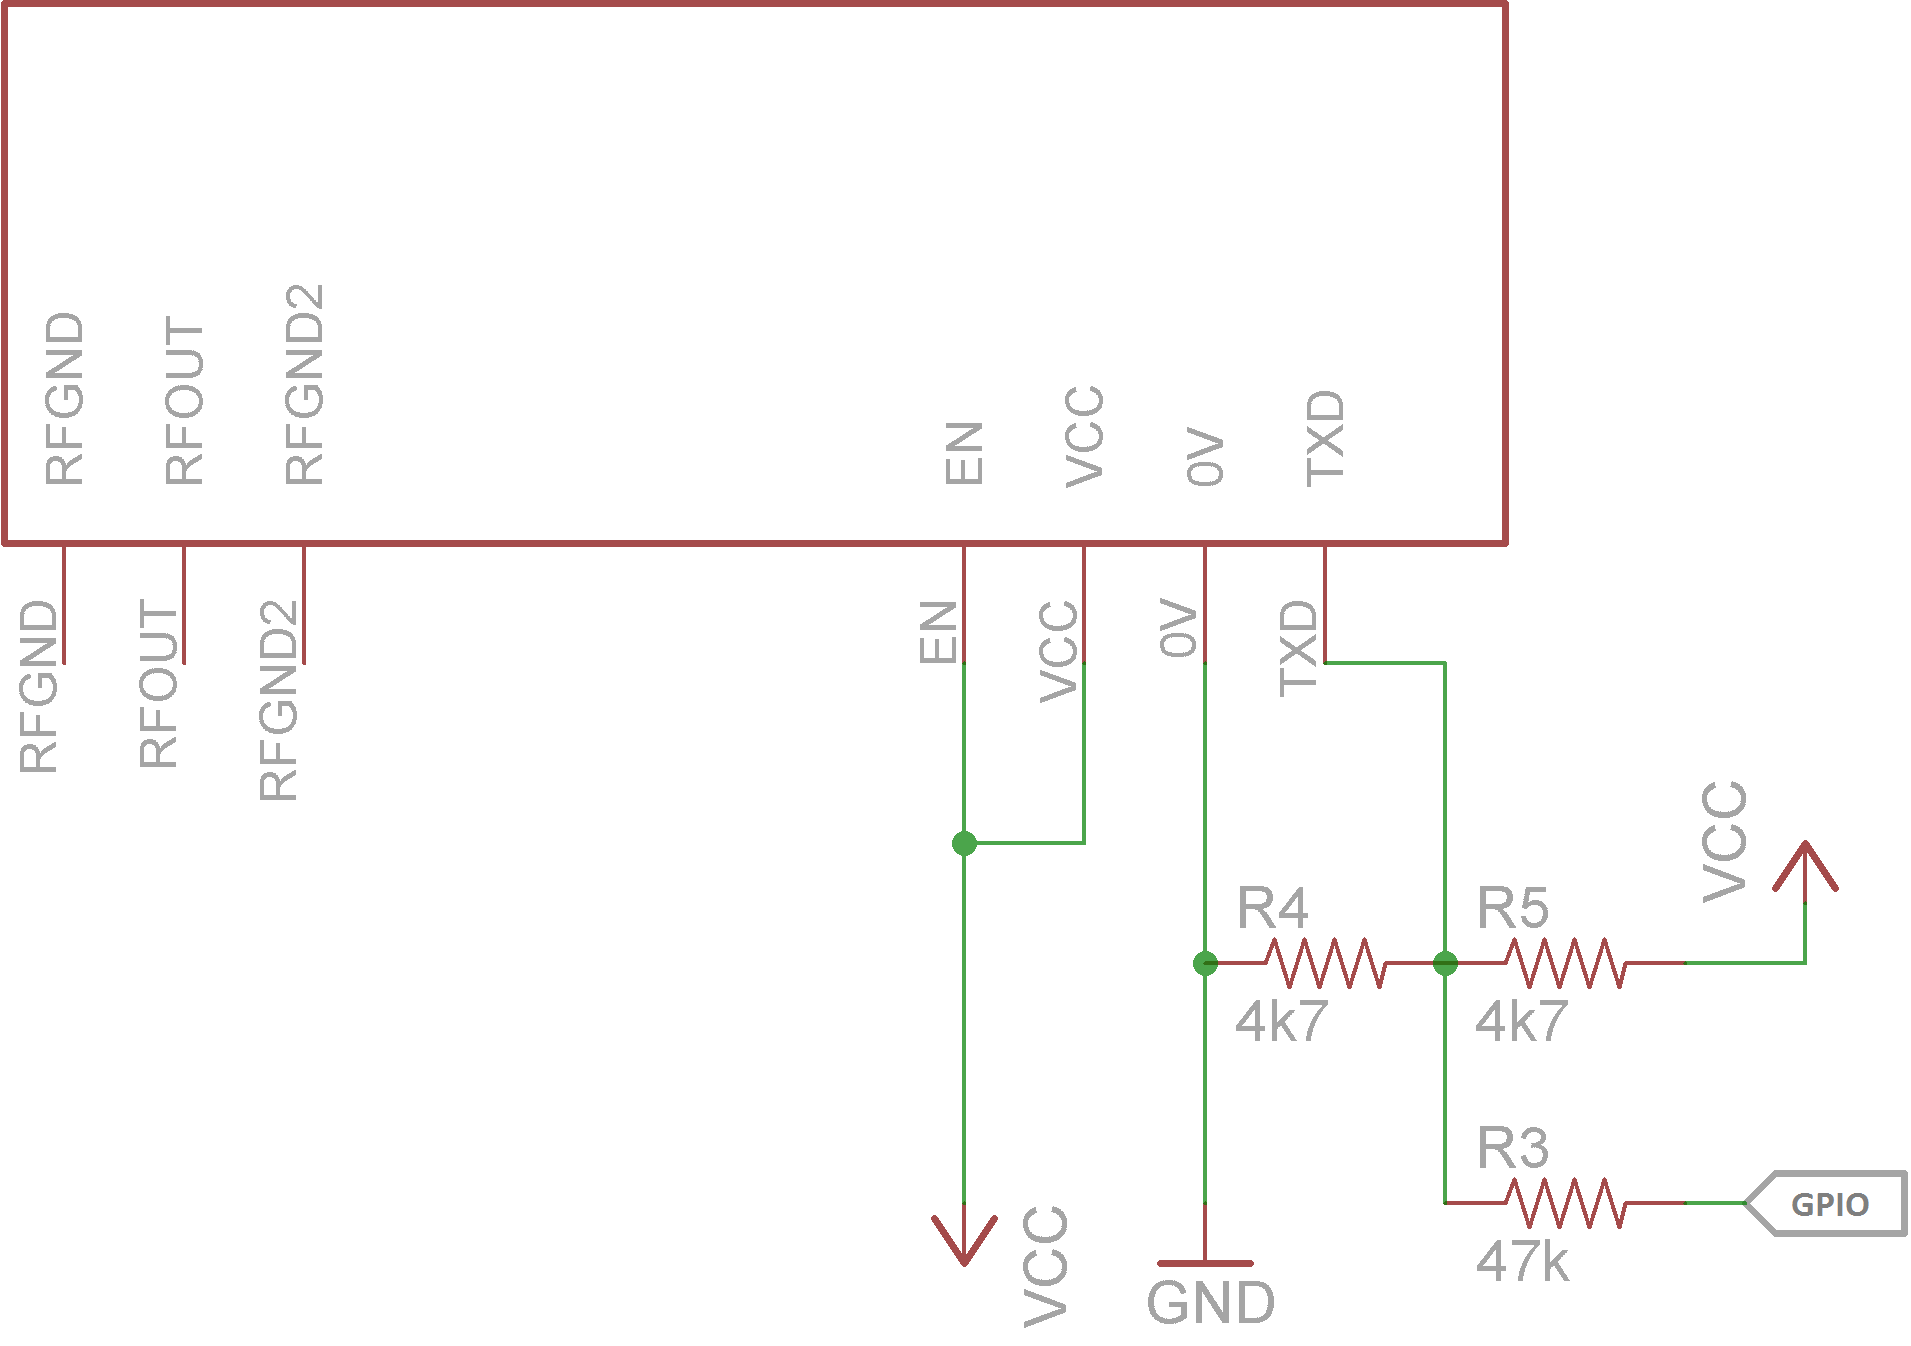 RFGND
RFOUT
RFGND2
EN
VCC
0V
TXD
RFGND
RFOUT
RFGND2
EN
VCC
0V
TXD
VCC
R4
R5
4k7
4k7
R3
GPIO
47k
VCC
GND